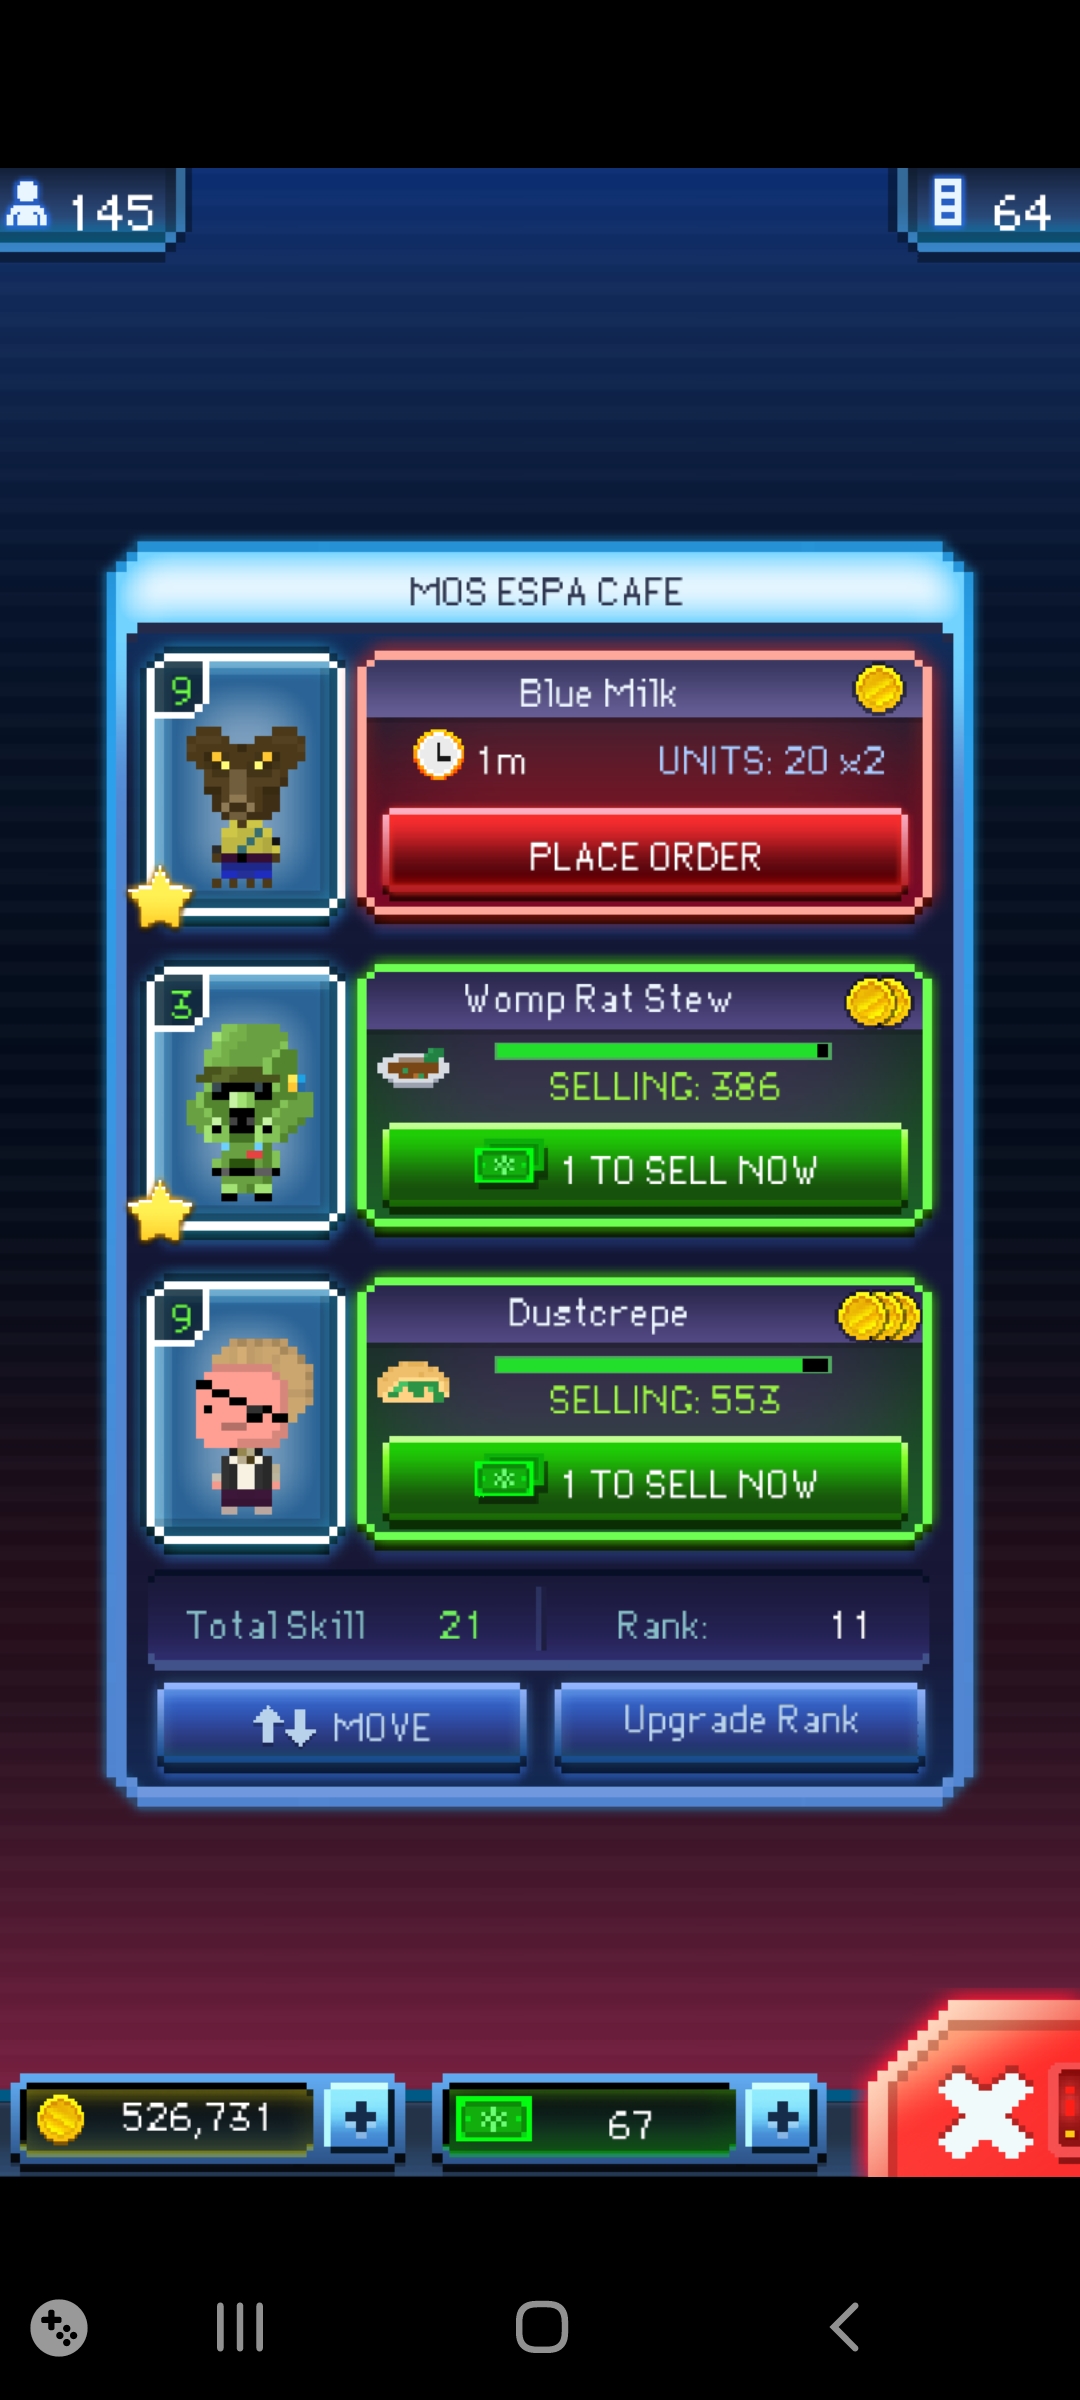 145
64
MOS ESPA CAFE
9
Blue Milk
1m
UNITS: 20 x2
PLACE ORDER
3
Womp Rat Stew
SELLING: 386
1 TO SELL NOW
9
Dustcrepe
SELLING: 553
1 TO SELL NOW
Total Skill 21
Rank: 11
MOVE
Upgrade Rank
526,731
67